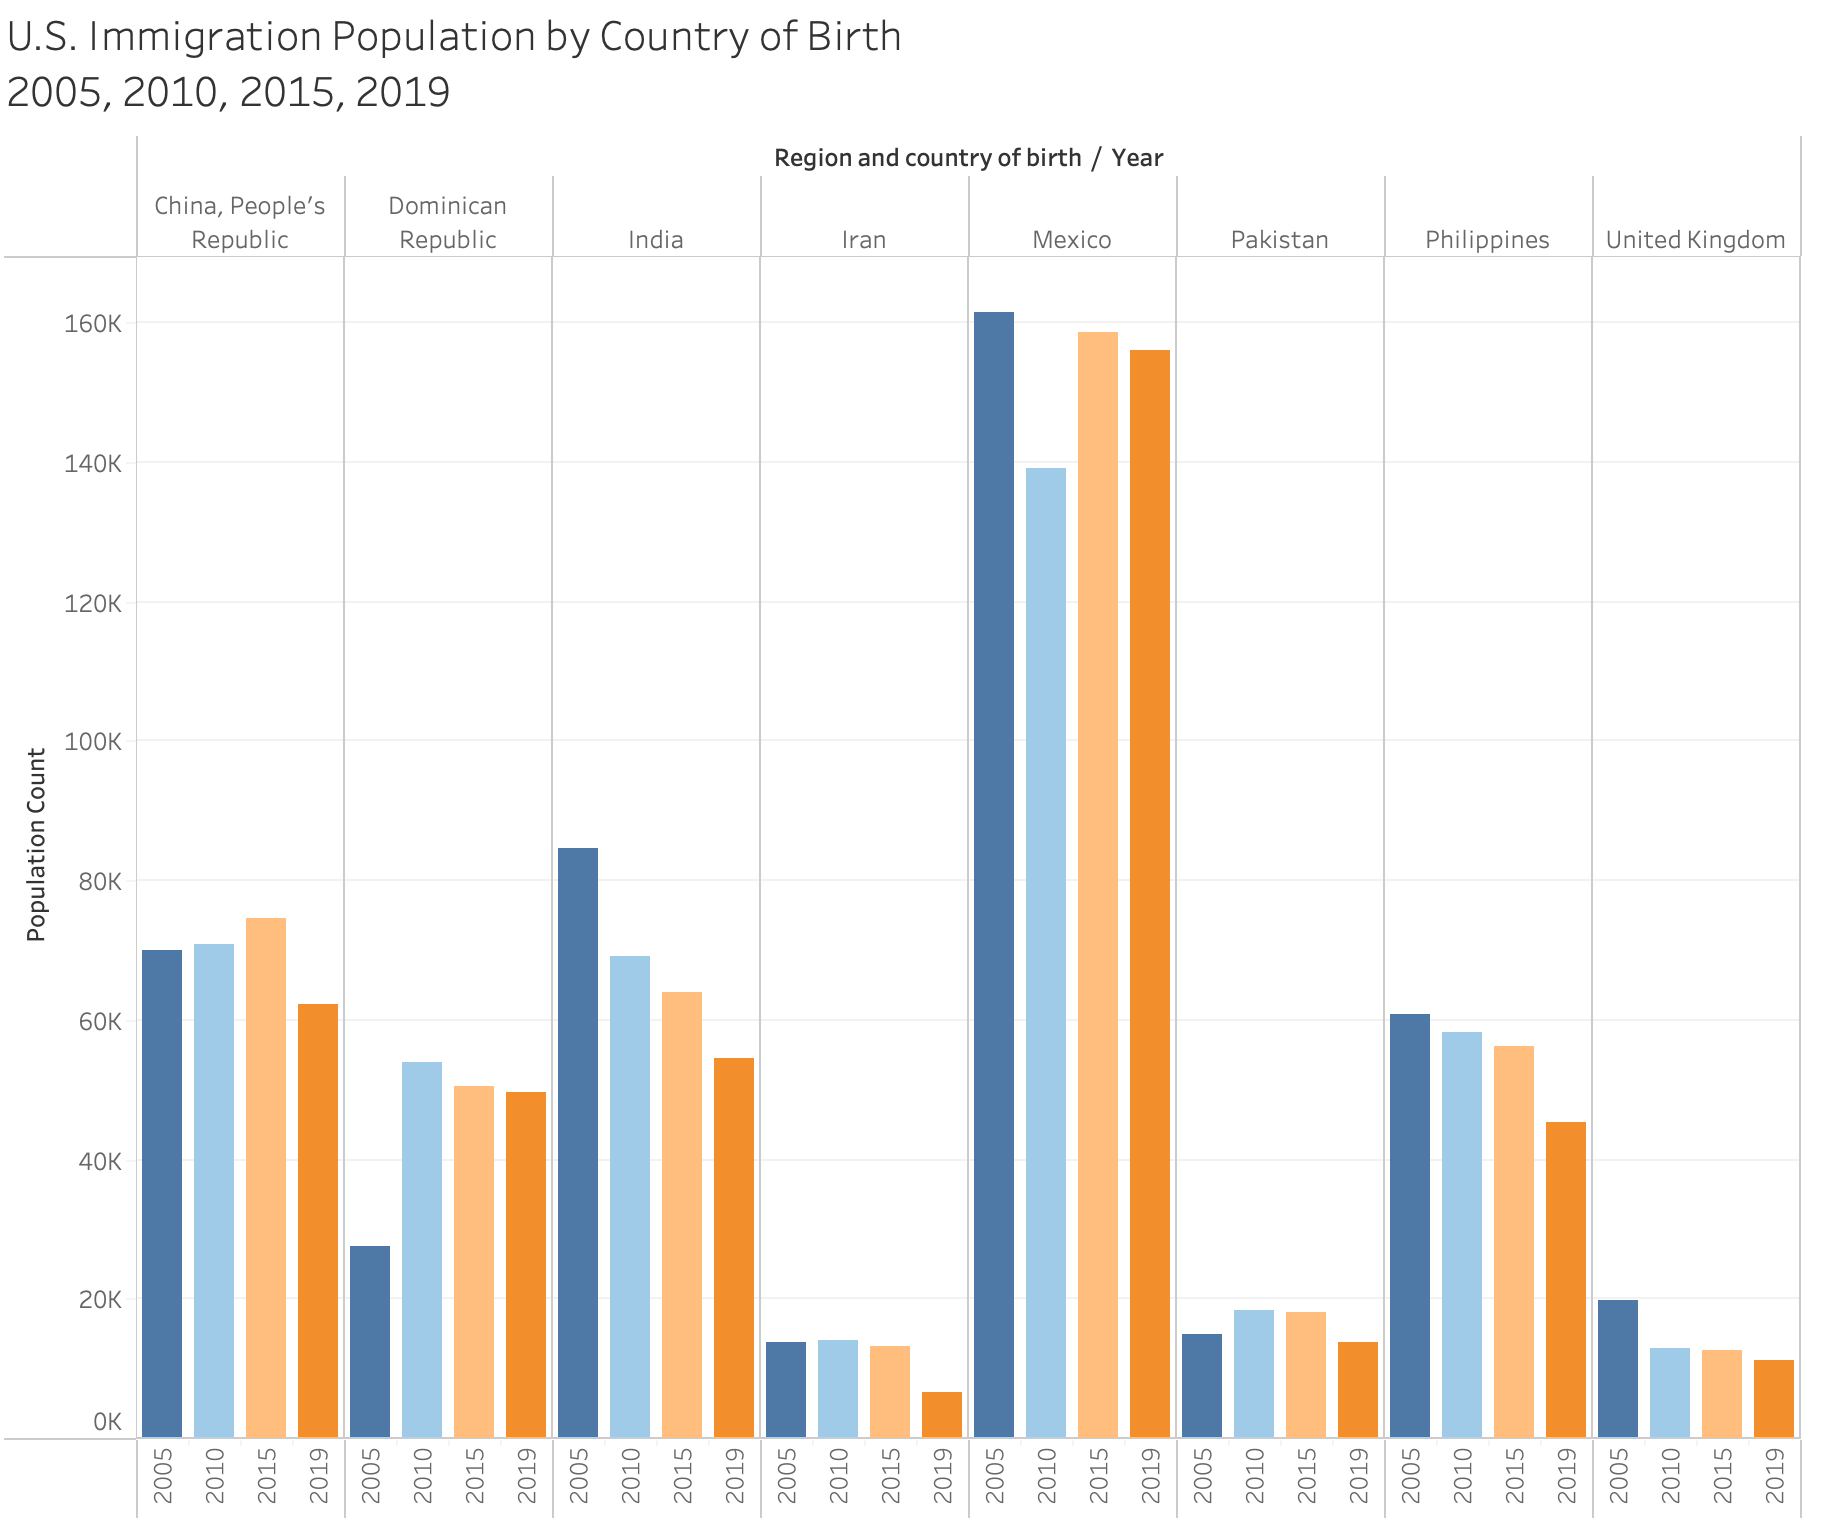 U.S. Immigration Population by Country of Birth
2005, 2010, 2015, 2019
Region and country of birth / Year
China, People's
Republic
Dominican
Republic
India
Iran
Mexico
Pakistan
Philippines
United Kingdom
160K
140K
120K
100K
80K
60K
40K
20K
0K
Population Count
2005 2010 2015 2019 2005 2010 2015 2019 2005 2010 2015 2019 2005 2010 2015 2019 2005 2010 2015 2019 2005 2010 2015 2019 2005 2010 2015 2019 2005 2010 2015 2019